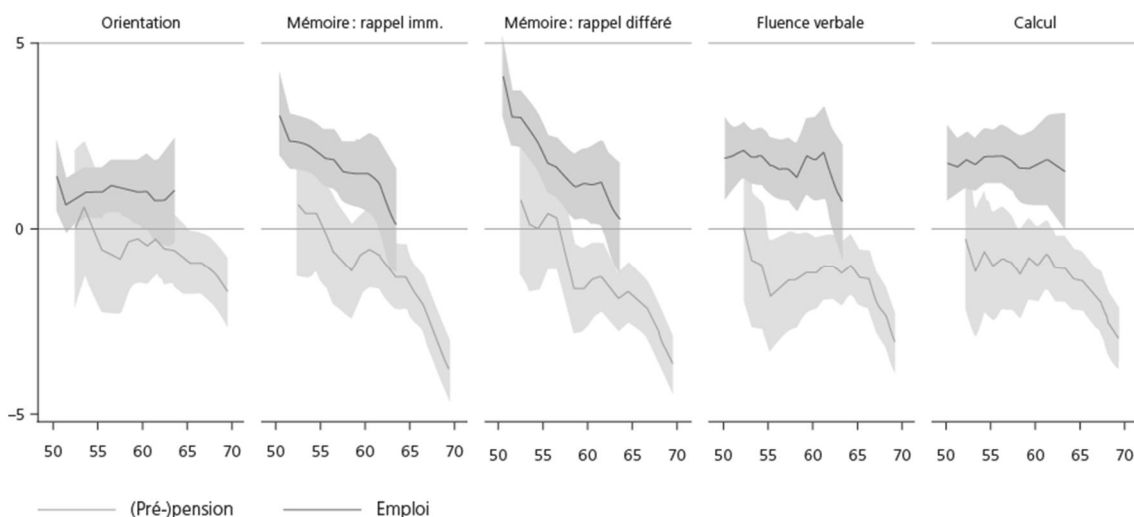 Orientation
Mémoire : rappel imm.
Mémoire : rappel différé
Fluence verbale
Calcul
5
0
–5
50 55 60 65 70
50 55 60 65 70
50 55 60 65 70
50 55 60 65 70
50 55 60 65 70
(Pré-)pension
Emploi